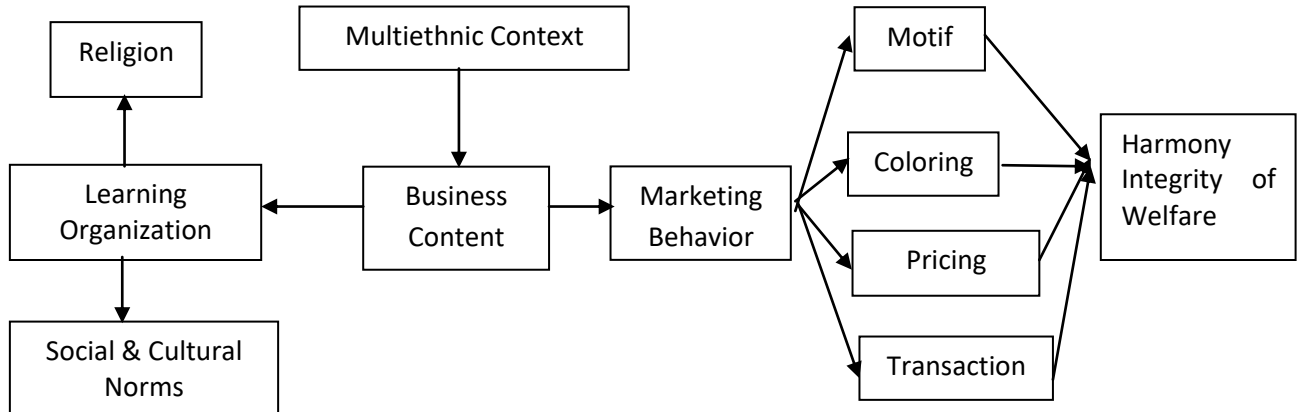 Religion
Multiethnic Context
Motif
Learning
Organization
Business
Content
Marketing
Behavior
Coloring
Harmony
Integrity of
Welfare
Pricing
Social & Cultural
Norms
Transaction